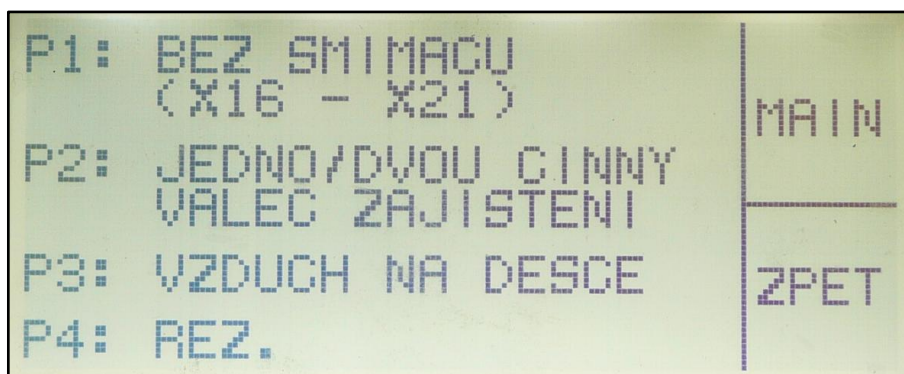 P1: BEZ SMIMACU
(X16 - X21)
MAIN
P2: JEDNO/DVOU CINNY
VALEC ZAJISTENI
P3: VZDUCH NA DESCE
ZPET
P4: REZ.